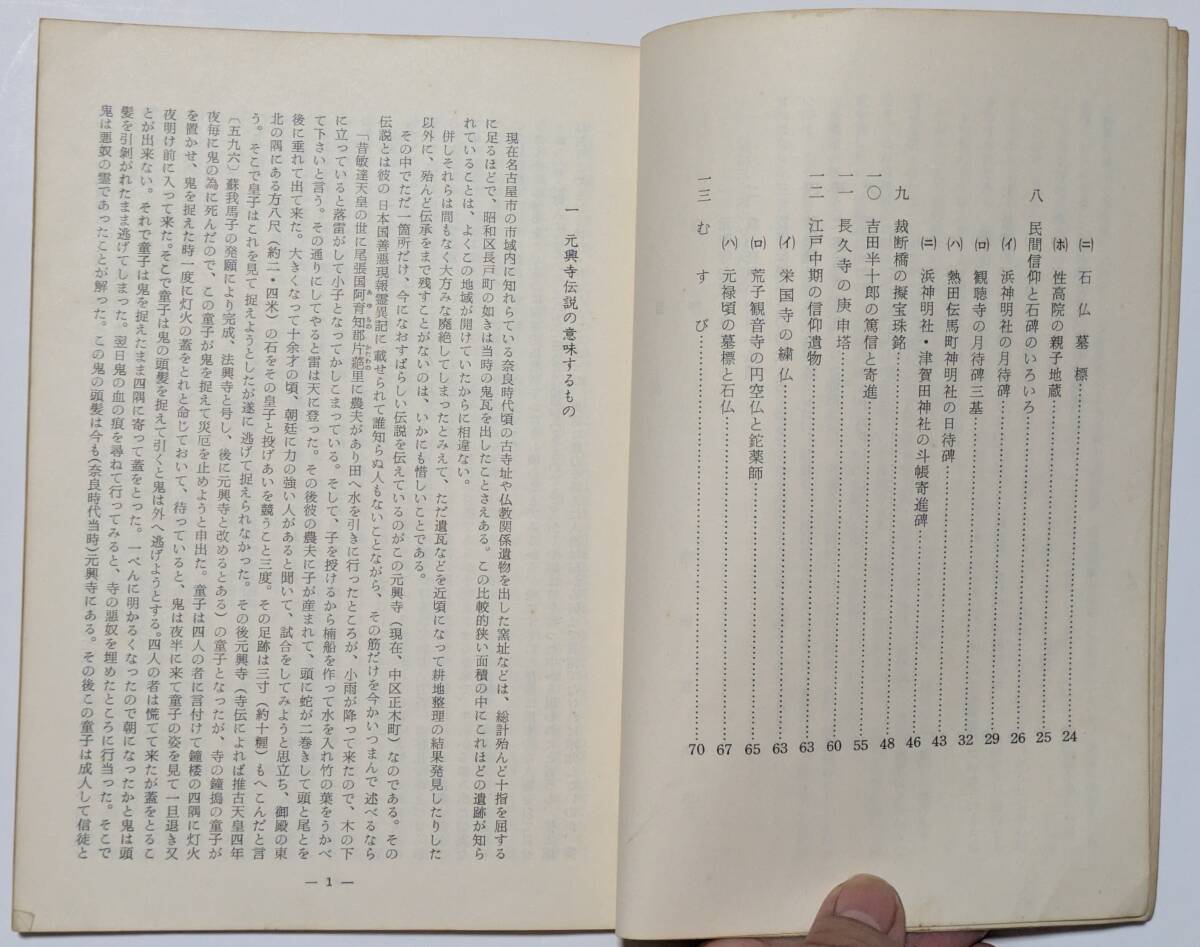 ㈡ 石仏墓標……24
㈭ 性高院の親子地蔵……25
八 民間信仰と石碑のいろいろ
㈑ 浜神明社の月待碑……26
㈺ 観聴寺の月待碑三基……29
㈧ 熱田伝馬町神明社の日待碑……32
㈡ 浜神明社・津賀田神社の斗帳寄進碑……43
九 裁断橋の擬宝珠銘……46
一〇 吉田半十郎の篤信と寄進……48
一一 長久寺の庚申塔……55
一二 江戸中期の信仰遺物……60
㈑ 栄国寺の繍仏……63
㈺ 荒子観音寺の円空仏と鉈薬師……63
㈧ 元禄頃の墓標と石仏……65
67
一三 むすび……70
一 元興寺伝説の意味するもの
現在名古屋市の市域内に知れらている奈良時代頃の古寺址や仏教関係遺物を出した窯址などは、総計殆んど十指を屈する
に足るほどで、昭和区長戸町の如きは当時の鬼瓦を出したことさえある。この比較的狭い面積の中にこれほどの遺跡が知ら
れていることは、よくこの地域が開けていたからに相違ない。
併しそれらは間もなく大方みな廃絶してしまったとみえて、ただ遺瓦などを近頃になって耕地整理の結果発見したりした
以外に、殆んど伝承をまで残すことがないのは、いかにも惜しいことである。
その中でただ一箇所だけ、今になおすばらしい伝説を伝えているのがこの元興寺（現在、中区正木町）なのである。その
伝説とは彼の日本国善悪現報霊異記に載せられて誰知らぬ人もないことながら、その筋だけを今かいつまんで述べるなら
「昔敏達天皇の世に尾張国阿育知郡片蘤里に農夫があり田へ水を引きに行ったところが、小雨が降って来たので、木の下
に立っていると落雷がして小子となってかしこまっている。そして、子を授けるから楠船を作って水を入れ竹の葉をうかべ
て下さいと言う。その通りにしてやると雷は天に登った。その後彼の農夫に子が産まれて、頭に蛇が二巻きして頭と尾とを
後に垂れて出て来た。大きくなって十余才の頃、朝廷に力の強い人があると聞いて、試合をしてみようと思立ち、御殿の東
北の隅にある方八尺（約二・四米）の石をその皇子と投げあいを競うこと三度。その足跡は三寸（約十糎）もへこんだと言
う。そこで皇子はこれを見て捉えようとしたが遂に逃げて捉えられなかった。その後元興寺（寺伝によれば推古天皇四年
〔五九六〕蘇我馬子の発願により完成、法興寺と号し、後に元興寺と改めるとある）の童子となったが、寺の鐘撞の童子が
夜毎に鬼の為に死んだので、この童子が鬼を捉えて災厄を止めようと申出た。童子は四人の者に言付けて鐘楼の四隅に灯火
を置かせ、鬼を捉えた時一度に灯火の蓋をとれと命じておいて、待っていると、鬼は夜半に来て童子の姿を見て一旦退き又
夜明け前に入って来た。そこで童子は鬼の頭髪を捉えて引くと鬼は外へ逃げようとする。四人の者は慌てて来たが蓋をとるこ
とが出来ない。それで童子は鬼を捉えたまま四隅に寄って蓋をとった。一ぺんに明かるくなったので朝になったかと鬼は頭
髪を引剝がれたまま逃げてしまった。翌日鬼の血の痕を尋ねて行ってみると、寺の悪奴を埋めたところに行当った。そこで
鬼は悪奴の霊であったことが解った。この鬼の頭髪は今も（奈良時代当時）元興寺にある。その後この童子は成人して信徒と
— 1 —